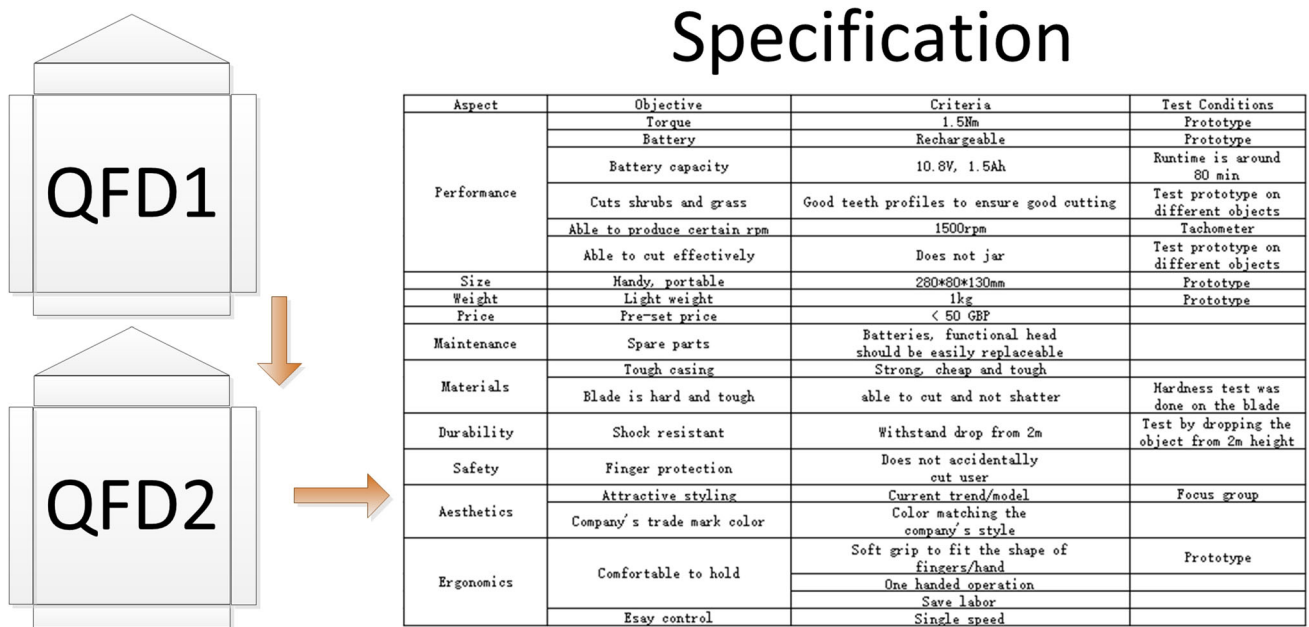 Specification
QFD1
QFD2
Aspect Objective Criteria Test Conditions
Performance
Torque 1.5Nm Prototype
Battery Rechargeable Prototype
Battery capacity 10.8V, 1.5Ah Runtime is around
80 min
Cuts shrubs and grass Good teeth profiles to ensure good cutting Test prototype on
different objects
Able to produce certain rpm 1500rpm Tachometer
Able to cut effectively Does not jar Test prototype on
different objects
Size Handy, portable 280*80*130mm Prototype
Weight Light weight 1kg Prototype
Price Pre-set price < 50 GBP
Maintenance Spare parts Batteries, functional head
should be easily replaceable
Materials
Tough casing Strong, cheap and tough
Blade is hard and tough able to cut and not shatter Hardness test was
done on the blade
Durability Shock resistant Withstand drop from 2m Test by dropping the
object from 2m height
Safety Finger protection Does not accidentally
cut user
Aesthetics
Attractive styling Current trend/model Focus group
Company's trade mark color Color matching the
company's style
Ergonomics
Comfortable to hold
Soft grip to fit the shape of
fingers/hand Prototype
One handed operation
Save labor
Esay control Single speed